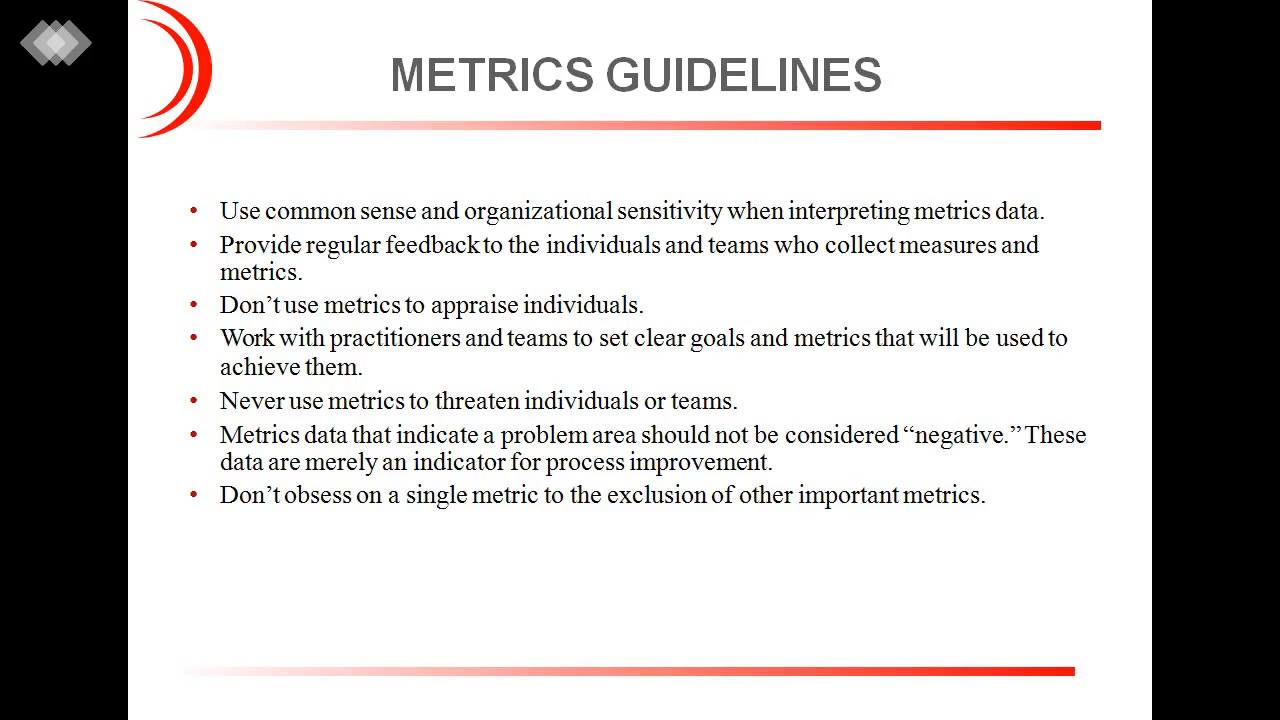 METRICS GUIDELINES
• Use common sense and organizational sensitivity when interpreting metrics data.
• Provide regular feedback to the individuals and teams who collect measures and
metrics.
• Don’t use metrics to appraise individuals.
• Work with practitioners and teams to set clear goals and metrics that will be used to
achieve them.
• Never use metrics to threaten individuals or teams.
• Metrics data that indicate a problem area should not be considered “negative.” These
data are merely an indicator for process improvement.
• Don’t obsess on a single metric to the exclusion of other important metrics.